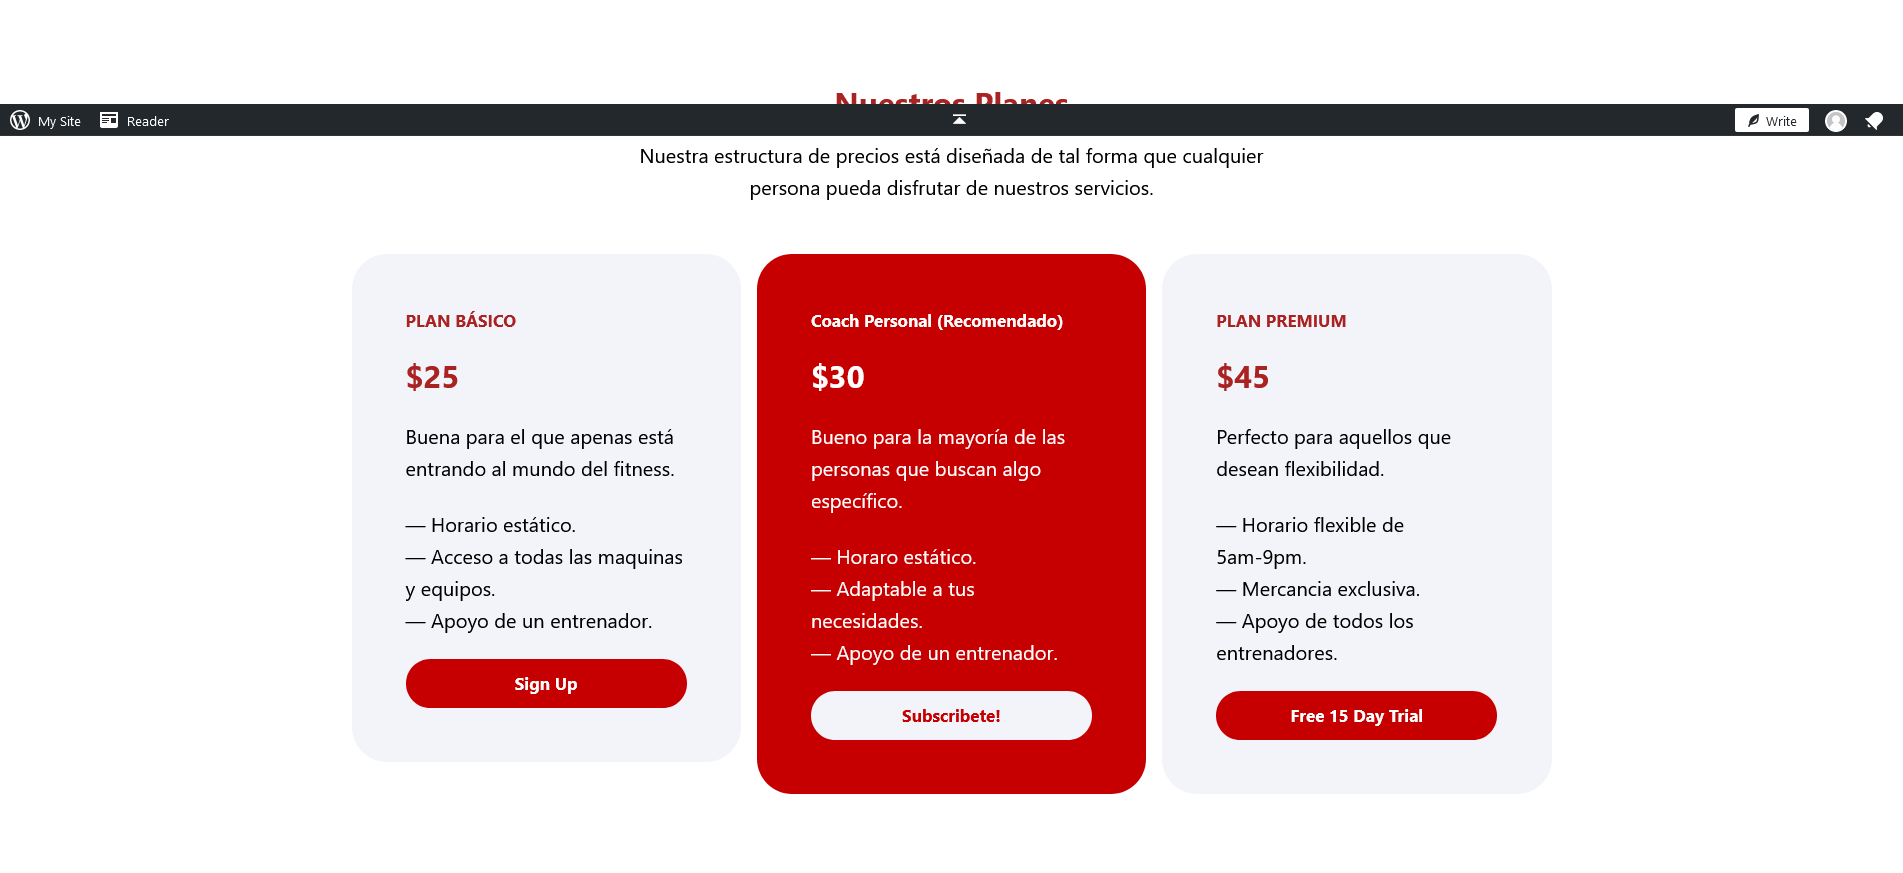 Nuestros Planes
My Site
Reader
Write
Nuestra estructura de precios está diseñada de tal forma que cualquier
persona pueda disfrutar de nuestros servicios.
PLAN BÁSICO
$25
Buena para el que apenas está
entrando al mundo del fitness.
— Horario estático.
— Acceso a todas las maquinas
y equipos.
— Apoyo de un entrenador.
Sign Up
Coach Personal (Recomendado)
$30
Bueno para la mayoría de las
personas que buscan algo
específico.
— Horaro estático.
— Adaptable a tus
necesidades.
— Apoyo de un entrenador.
Subscribete!
PLAN PREMIUM
$45
Perfecto para aquellos que
desean flexibilidad.
— Horario flexible de
5am-9pm.
— Mercancia exclusiva.
— Apoyo de todos los
entrenadores.
Free 15 Day Trial